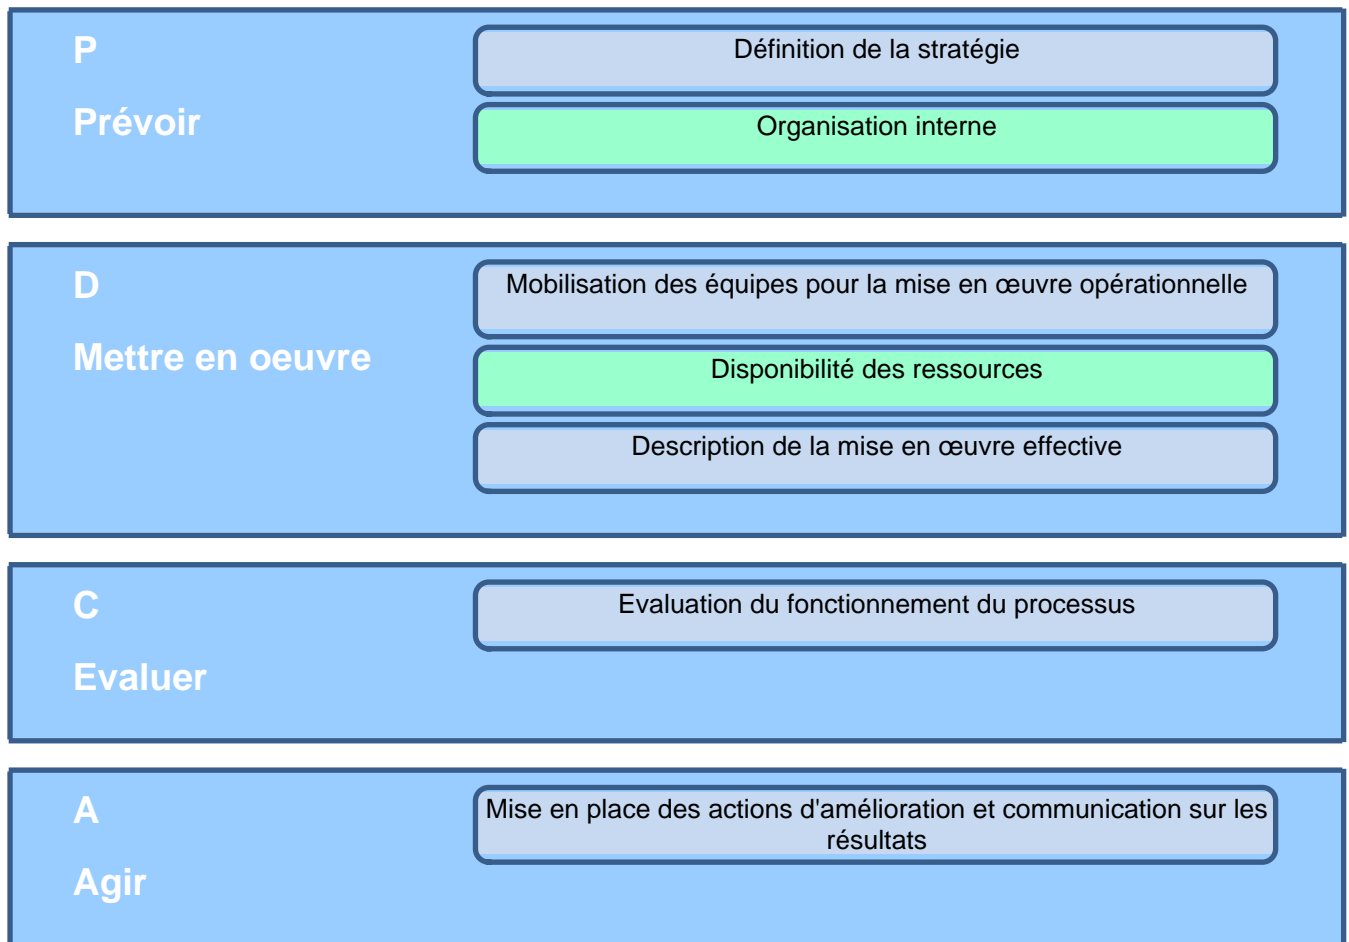 P
Définition de la stratégie
Prévoir
Organisation interne
D
Mobilisation des équipes pour la mise en œuvre opérationnelle
Mettre en oeuvre
Disponibilité des ressources
Description de la mise en œuvre effective
C
Evaluation du fonctionnement du processus
Evaluer
A
Mise en place des actions d'amélioration et communication sur les
résultats
Agir